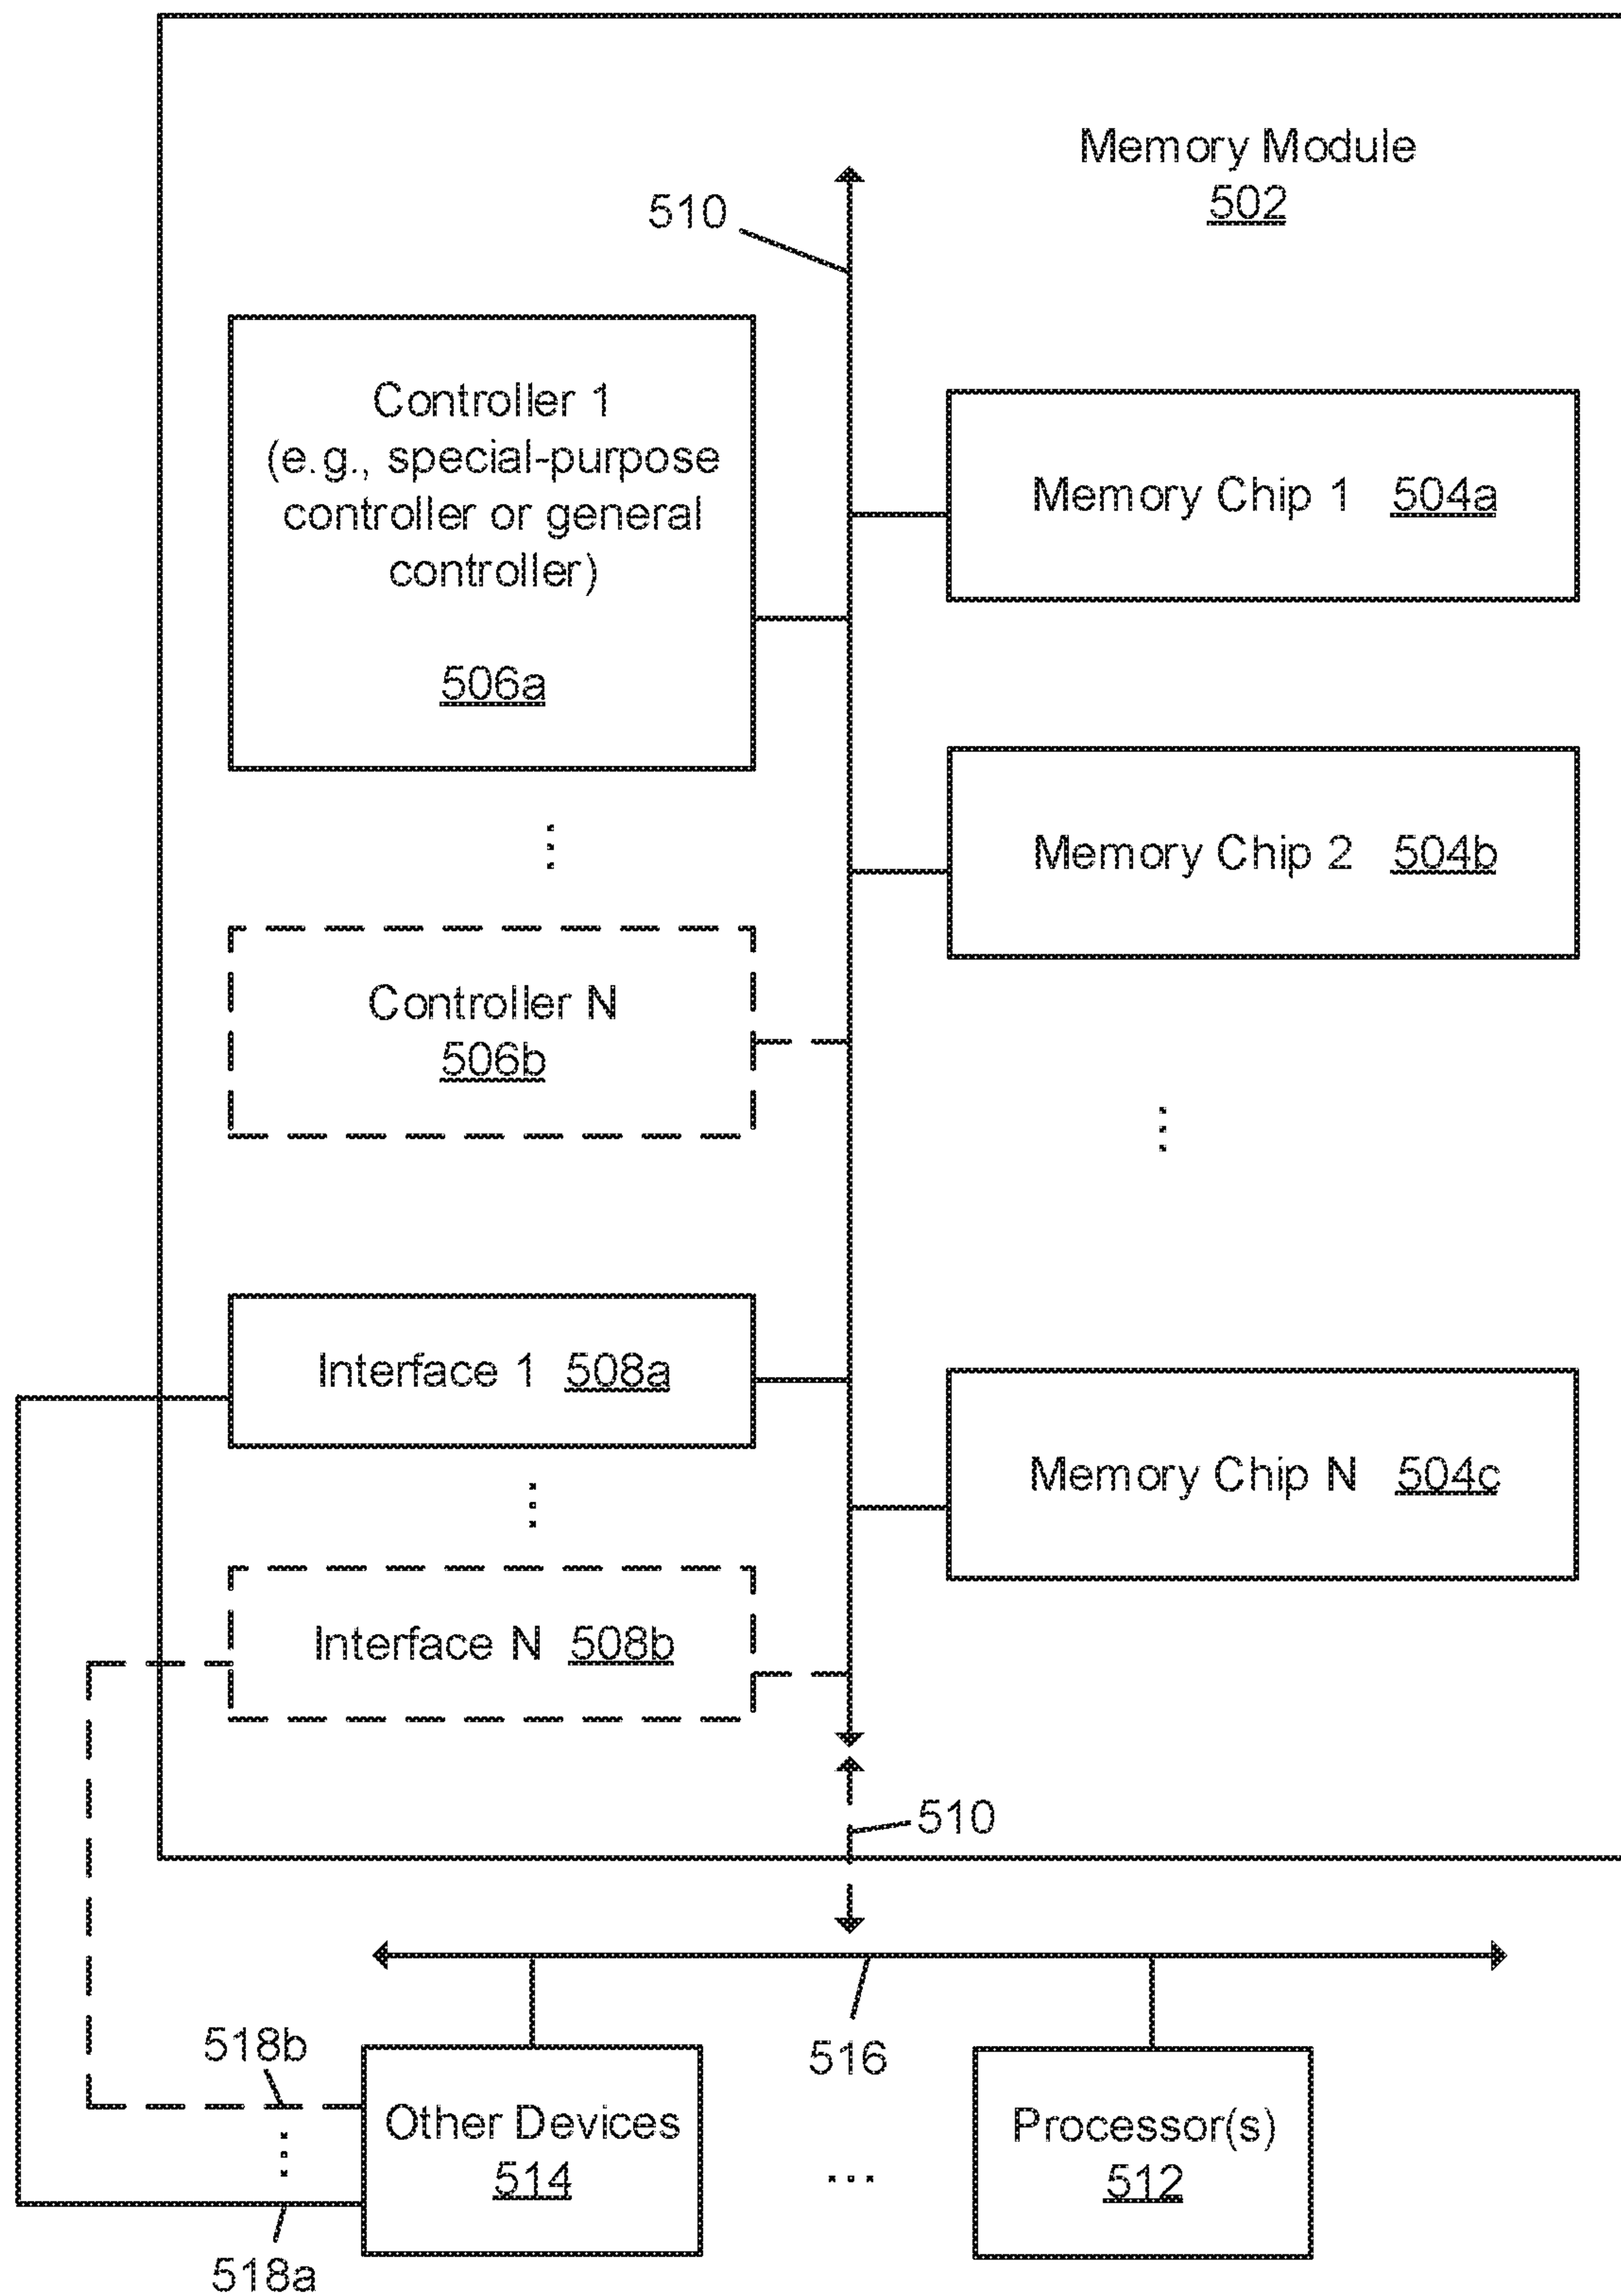 Memory Module
502
510
Controller 1
(e.g., special-purpose
controller or general
controller)
506a
Memory Chip 1 504a
Memory Chip 2 504b
⋮
Controller N
506b
⋮
Interface 1 508a
Memory Chip N 504c
⋮
Interface N 508b
510
516
518b
Other Devices
514
⋮
...
Processor(s)
512
518a